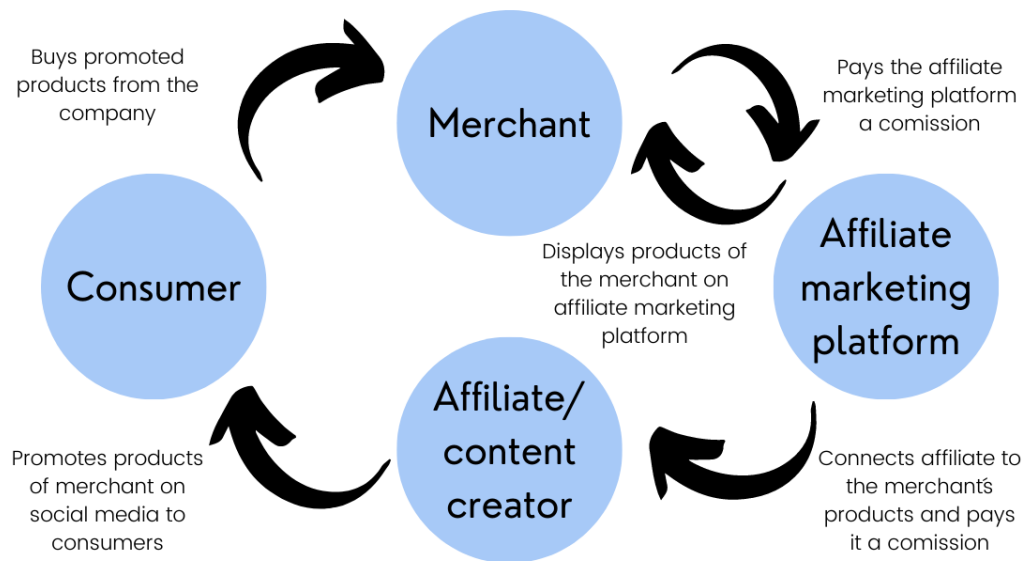 Buys promoted
products from the
company
Merchant
Pays the affiliate
marketing platform
a comission
Consumer
Displays products of
the merchant on
affiliate marketing
platform
Affiliate
marketing
platform
Promotes products
of merchant on
social media to
consumers
Affiliate/
content
creator
Connects affiliate to
the merchant´s
products and pays
it a comission